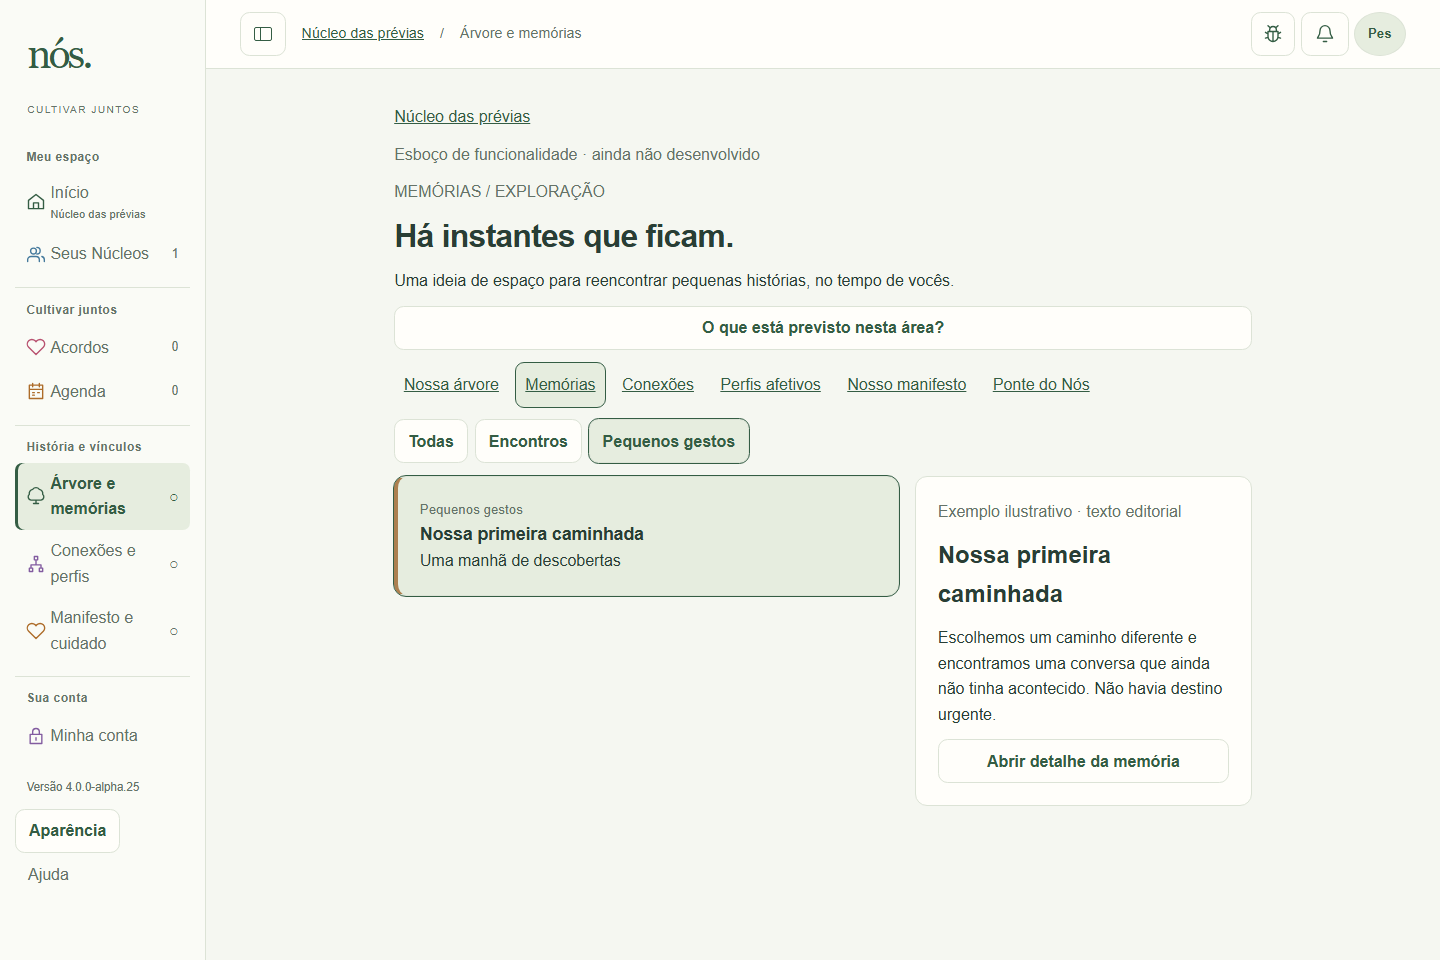 nós.
CULTIVAR JUNTOS
Meu espaço
Início
Núcleo das prévias
Seus Núcleos 1
Cultivar juntos
Acordos 0
Agenda 0
História e vínculos
Árvore e
memórias
Conexões e
perfis
Manifesto e
cuidado
Sua conta
Minha conta
Versão 4.0.0-alpha.25
Aparência
Ajuda
Núcleo das prévias / Árvore e memórias
Pes
Núcleo das prévias
Esboço de funcionalidade · ainda não desenvolvido
MEMÓRIAS / EXPLORAÇÃO
Há instantes que ficam.
Uma ideia de espaço para reencontrar pequenas histórias, no tempo de vocês.
O que está previsto nesta área?
Nossa árvore Memórias Conexões Perfis afetivos Nosso manifesto Ponte do Nós
Todas Encontros Pequenos gestos
Pequenos gestos
Nossa primeira caminhada
Uma manhã de descobertas
Exemplo ilustrativo · texto editorial
Nossa primeira
caminhada
Escolhemos um caminho diferente e
encontramos uma conversa que ainda
não tinha acontecido. Não havia destino
urgente.
Abrir detalhe da memória